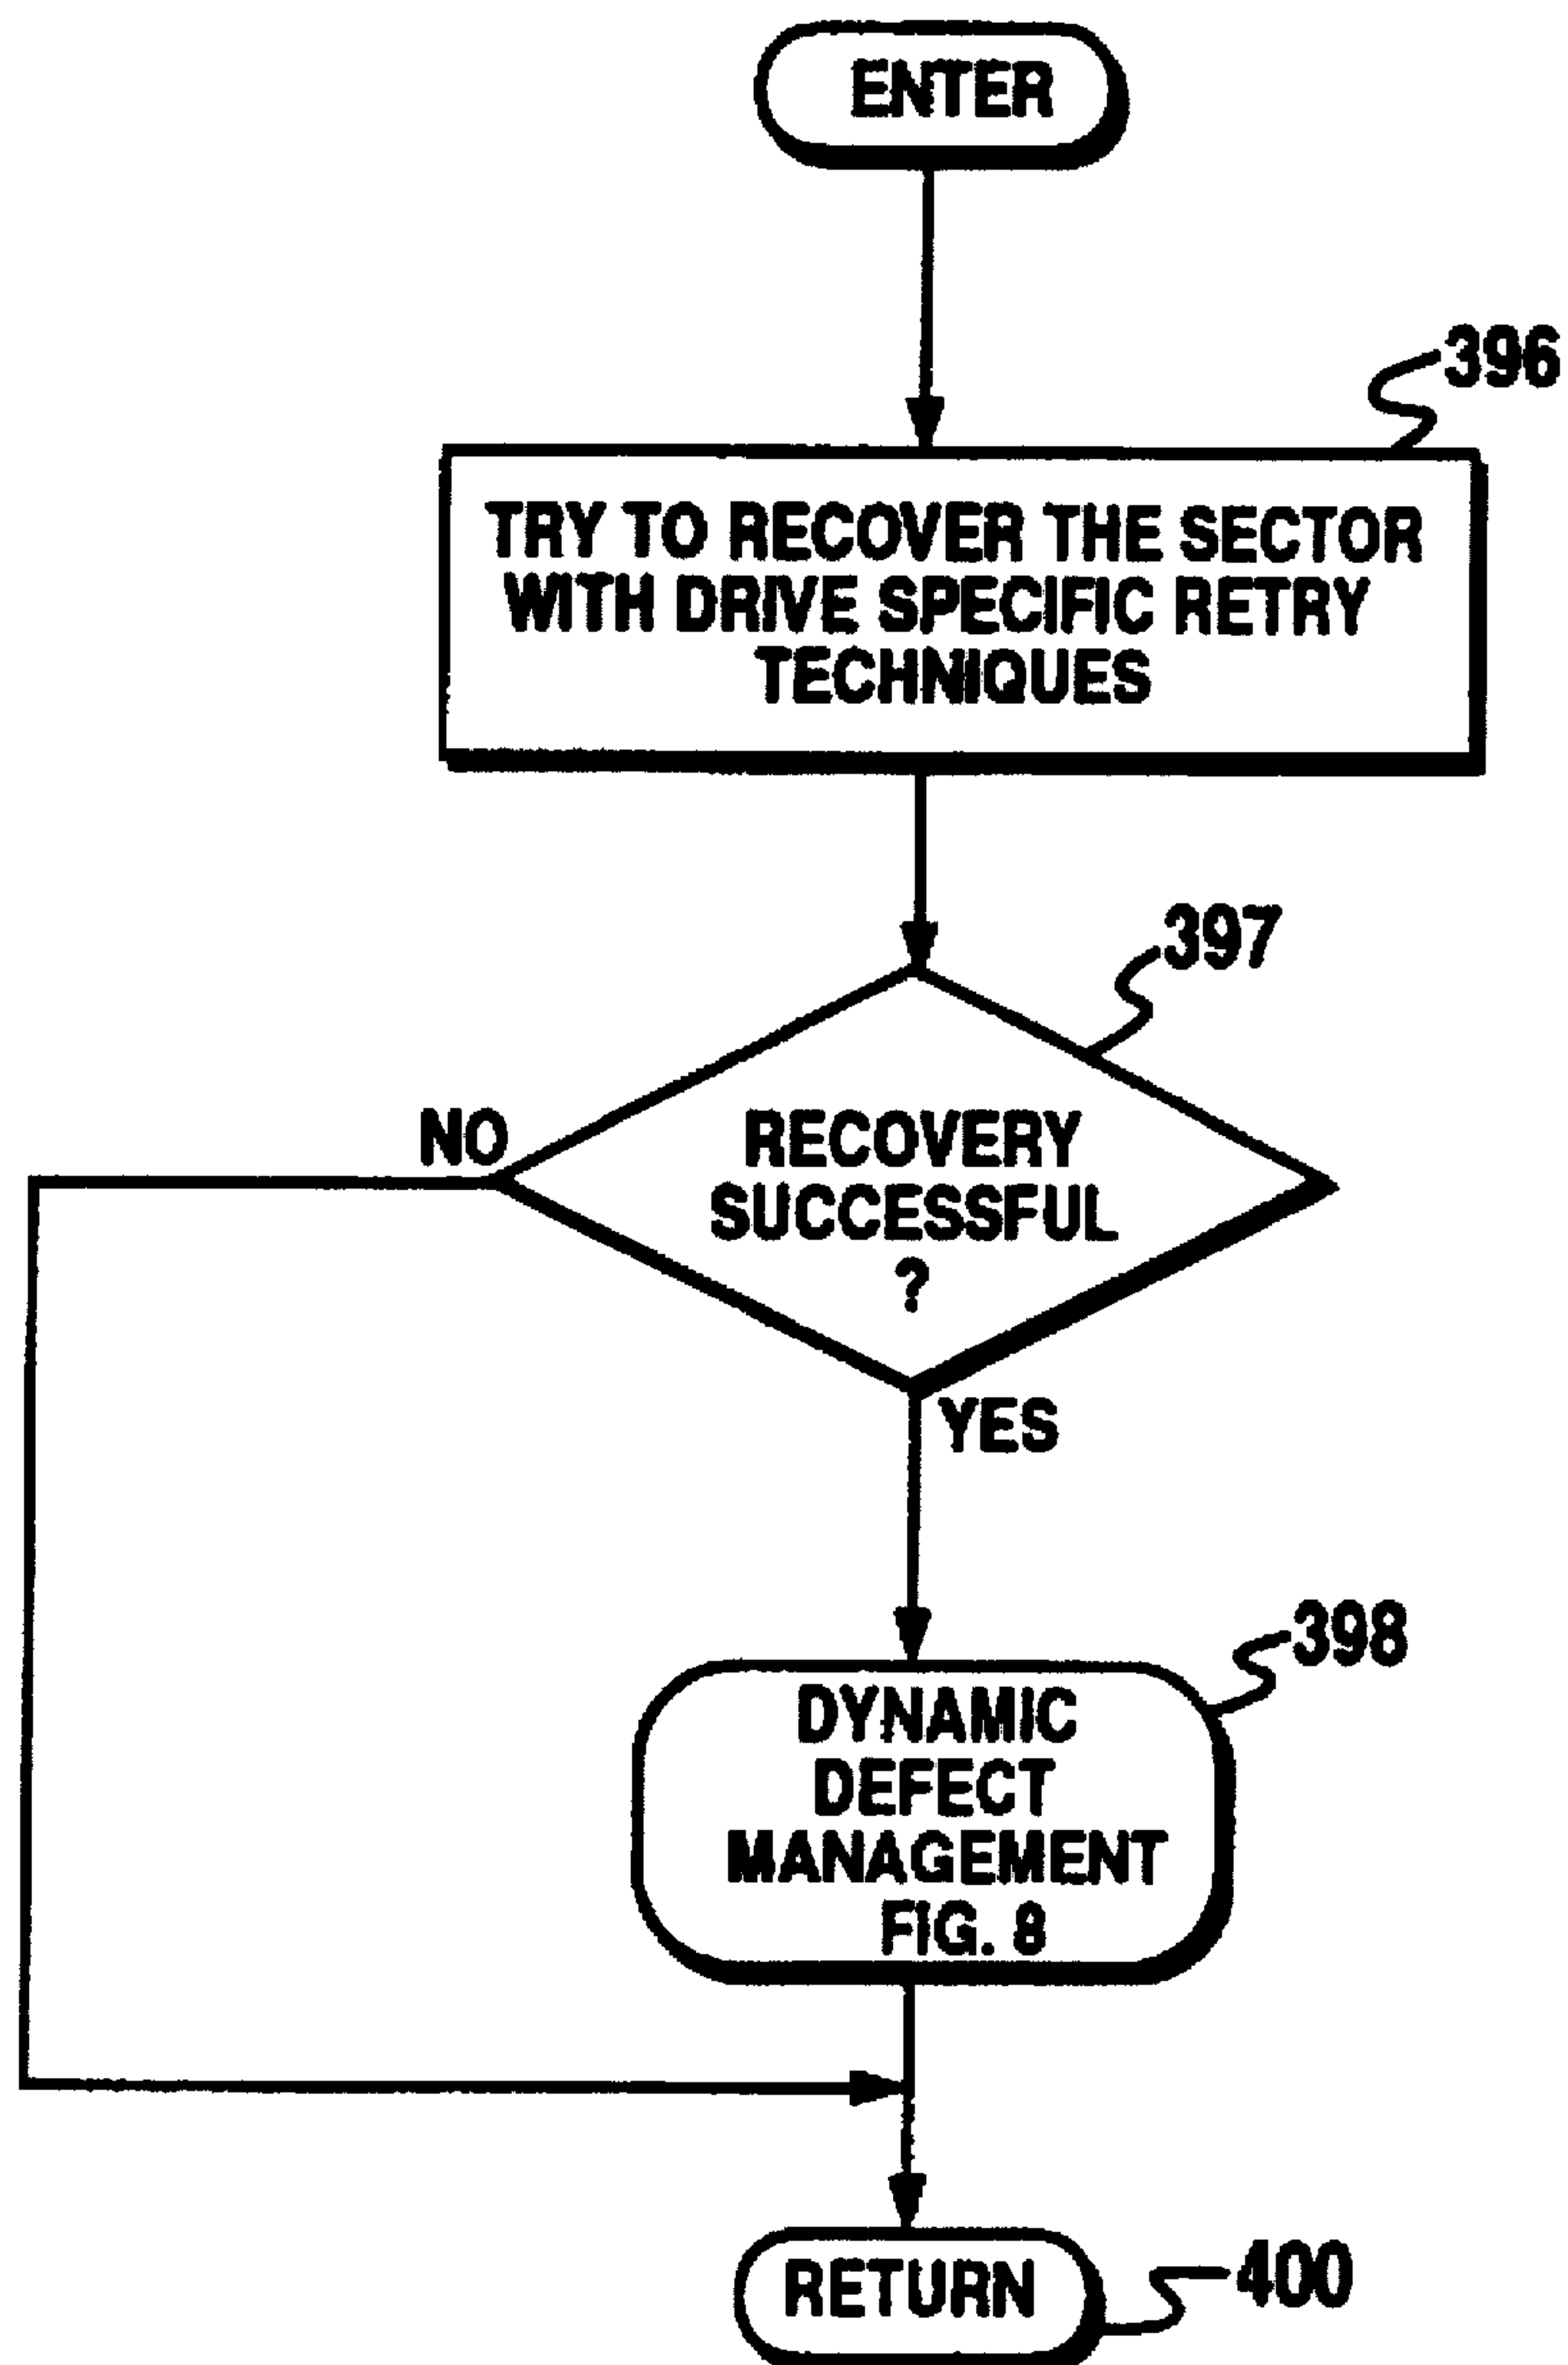 ENTER
396
TRY TO RECOVER THE SECTOR
WITH DRIVE SPECIFIC RETRY
TECHNIQUES
397
NO
RECOVERY
SUCCESSFUL
?
YES
398
DYNAMIC
DEFECT
MANAGEMENT
FIG. 8
RETURN
400